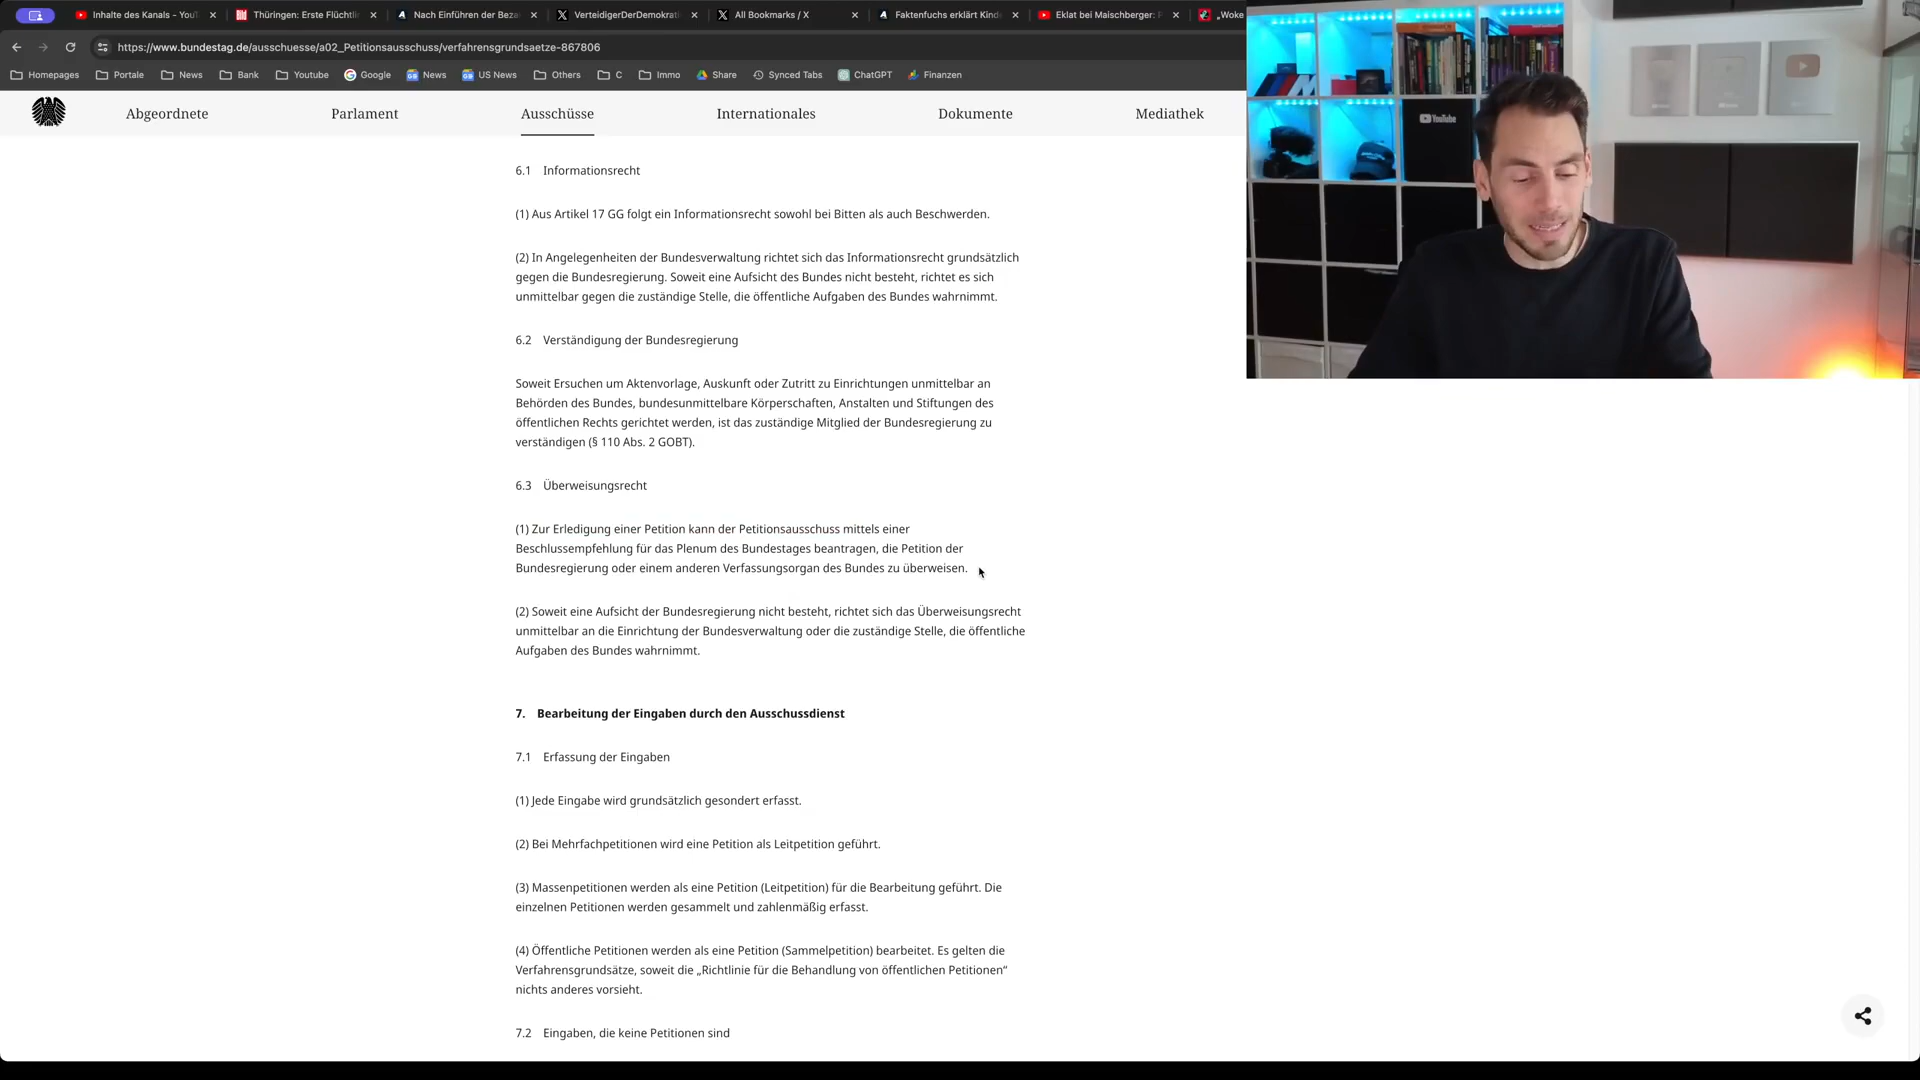 Inhalte des Kanals - YouT
Thüringen: Erste Flüchtli
Nach Einführen der Beza
VerteidigerDerDemokrati
All Bookmarks / X
Faktenfuchs erklärt Kind
Eklat bei Maischberger: F
„Woke
https://www.bundestag.de/ausschuesse/a02_Petitionsausschuss/verfahrensgrundsaetze-867806
Homepages
Portale
News
Bank
Youtube
Google
News
US News
Others
C
Immo
Share
Synced Tabs
ChatGPT
Finanzen
Abgeordnete
Parlament
Ausschüsse
Internationales
Dokumente
Mediathek
YouTube
6.1 Informationsrecht
(1) Aus Artikel 17 GG folgt ein Informationsrecht sowohl bei Bitten als auch Beschwerden.
(2) In Angelegenheiten der Bundesverwaltung richtet sich das Informationsrecht grundsätzlich
gegen die Bundesregierung. Soweit eine Aufsicht des Bundes nicht besteht, richtet es sich
unmittelbar gegen die zuständige Stelle, die öffentliche Aufgaben des Bundes wahrnimmt.
6.2 Verständigung der Bundesregierung
Soweit Ersuchen um Aktenvorlage, Auskunft oder Zutritt zu Einrichtungen unmittelbar an
Behörden des Bundes, bundesunmittelbare Körperschaften, Anstalten und Stiftungen des
öffentlichen Rechts gerichtet werden, ist das zuständige Mitglied der Bundesregierung zu
verständigen (§ 110 Abs. 2 GOBT).
6.3 Überweisungsrecht
(1) Zur Erledigung einer Petition kann der Petitionsausschuss mittels einer
Beschlussempfehlung für das Plenum des Bundestages beantragen, die Petition der
Bundesregierung oder einem anderen Verfassungsorgan des Bundes zu überweisen.
(2) Soweit eine Aufsicht der Bundesregierung nicht besteht, richtet sich das Überweisungsrecht
unmittelbar an die Einrichtung der Bundesverwaltung oder die zuständige Stelle, die öffentliche
Aufgaben des Bundes wahrnimmt.
7. Bearbeitung der Eingaben durch den Ausschussdienst
7.1 Erfassung der Eingaben
(1) Jede Eingabe wird grundsätzlich gesondert erfasst.
(2) Bei Mehrfachpetitionen wird eine Petition als Leitpetition geführt.
(3) Massenpetitionen werden als eine Petition (Leitpetition) für die Bearbeitung geführt. Die
einzelnen Petitionen werden gesammelt und zahlenmäßig erfasst.
(4) Öffentliche Petitionen werden als eine Petition (Sammelpetition) bearbeitet. Es gelten die
Verfahrensgrundsätze, soweit die „Richtlinie für die Behandlung von öffentlichen Petitionen“
nichts anderes vorsieht.
7.2 Eingaben, die keine Petitionen sind